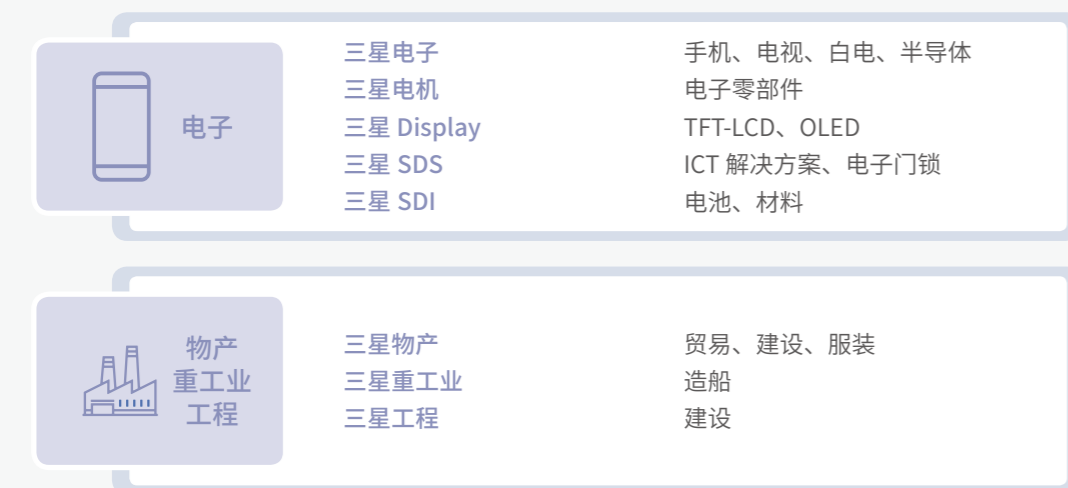 电子
三星电子 手机、电视、白电、半导体
三星电机 电子零部件
三星 Display TFT-LCD、OLED
三星 SDS ICT 解决方案、电子门锁
三星 SDI 电池、材料
物产
重工业
工程
三星物产 贸易、建设、服装
三星重工业 造船
三星工程 建设